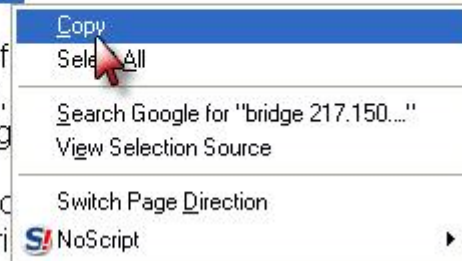 Copy
Select All
Search Google for "bridge 217.150...."
View Selection Source
Switch Page Direction
NoScript